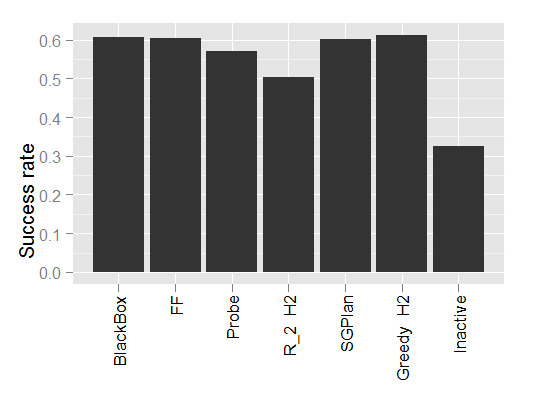 Success rate
0.6
0.5
0.4
0.3
0.2
0.1
0.0
BlackBox
FF
Probe
R_2 H2
SGPlan
Greedy H2
Inactive